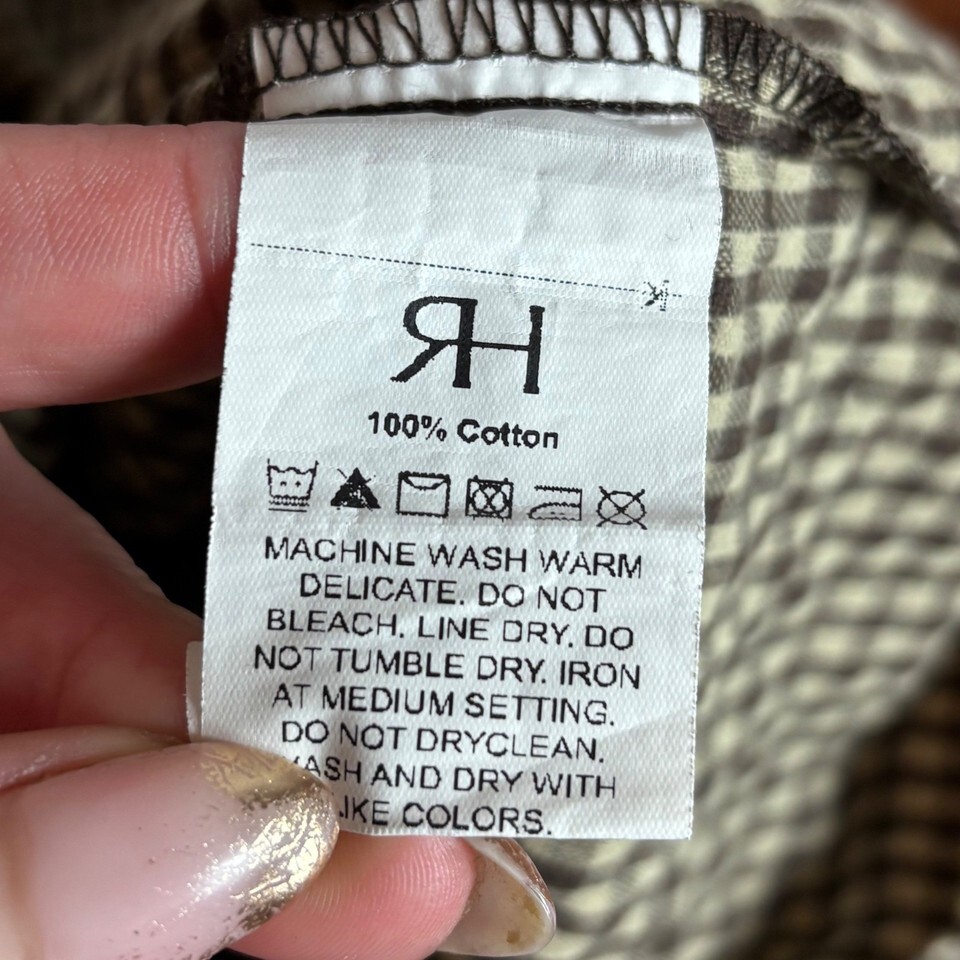 RH
100% Cotton
MACHINE WASH WARM
DELICATE. DO NOT
BLEACH. LINE DRY. DO
NOT TUMBLE DRY. IRON
AT MEDIUM SETTING.
DO NOT DRYCLEAN.
WASH AND DRY WITH
LIKE COLORS.